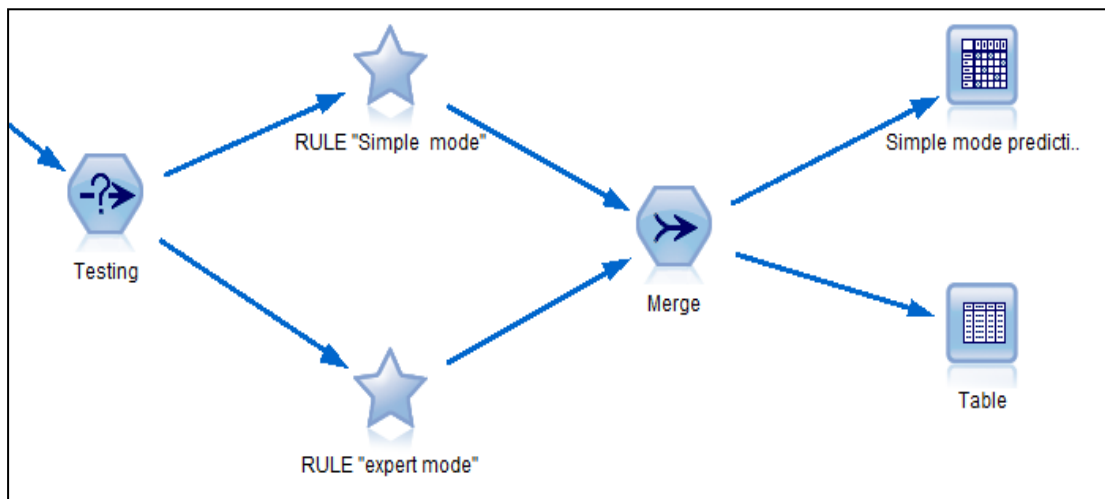 RULE "Simple  mode"
Simple mode predicti..
Testing
Merge
Table
RULE "expert mode"